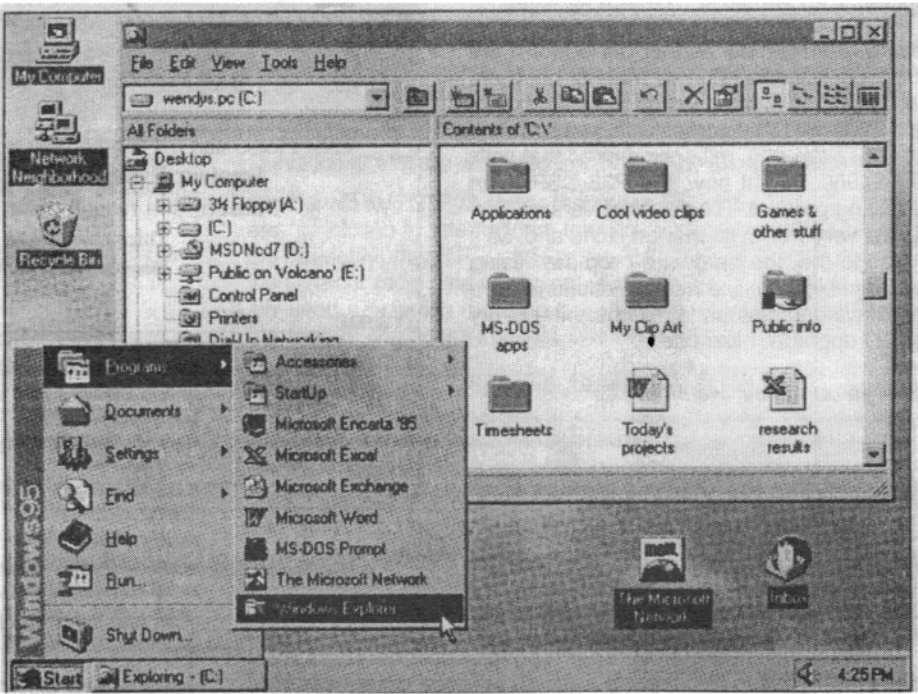 My Computer
Network
Neighborhood
Recycle Bin
File Edit View Tools Help
wendys.pc (C:)
All Folders
Contents of 'C:\'
Desktop
My Computer
3½ Floppy (A:)
(C:)
MSDNcd7 (D:)
Public on 'Volcano' (E:)
Control Panel
Printers
Dial-Up Networking
Applications
Cool video clips
Games &
other stuff
MS-DOS
apps
My Clip Art
Public info
Timesheets
Today's
projects
research
results
Programs
Documents
Settings
Find
Help
Run...
Shut Down...
Windows95
Accessories
StartUp
Microsoft Encarta '95
Microsoft Excel
Microsoft Exchange
Microsoft Word
MS-DOS Prompt
The Microsoft Network
Windows Explorer
msn.
The Microsoft
Network
Inbox
Start
Exploring - (C:)
4:25 PM